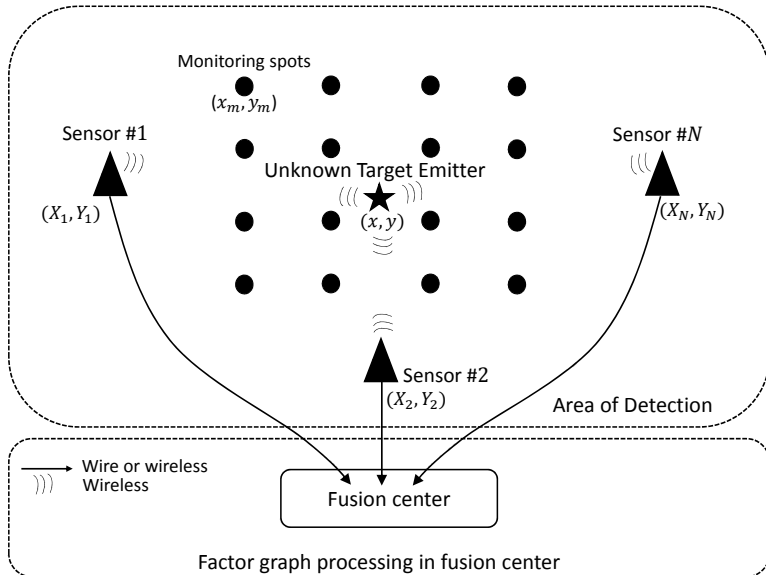 Monitoring spots
(x_m, y_m)
Sensor #1
Sensor #N
Unknown Target Emitter
(X_1, Y_1)
(x, y)
(X_N, Y_N)
Sensor #2
(X_2, Y_2)
Area of Detection
Wire or wireless
Wireless
Fusion center
Factor graph processing in fusion center